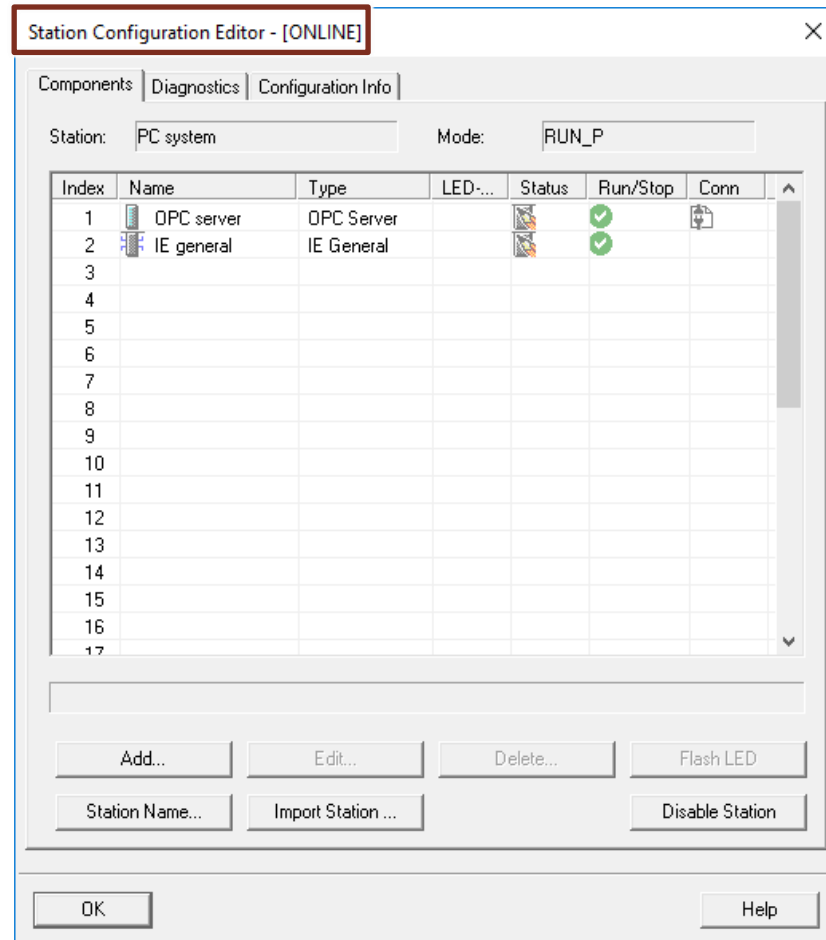 Station Configuration Editor - [ONLINE]
Components Diagnostics Configuration Info
Station: PC system Mode: RUN_P
Index Name Type LED-... Status Run/Stop Conn
1 OPC server OPC Server
2 IE general IE General
3
4
5
6
7
8
9
10
11
12
13
14
15
16
17
Add... Edit... Delete... Flash LED
Station Name... Import Station ... Disable Station
OK Help